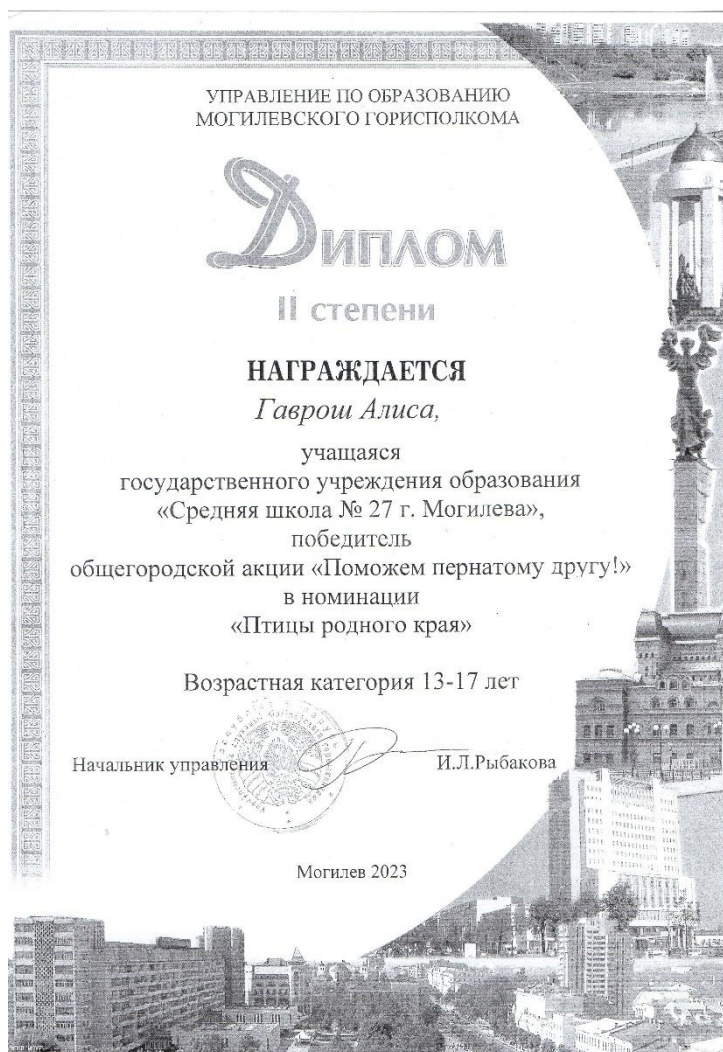 УПРАВЛЕНИЕ ПО ОБРАЗОВАНИЮ
МОГИЛЕВСКОГО ГОРИСПОЛКОМА
Диплом
II степени
НАГРАЖДАЕТСЯ
Гаврош Алиса,
учащаяся
государственного учреждения образования
«Средняя школа № 27 г. Могилева»,
победитель
общегородской акции «Поможем пернатому другу!»
в номинации
«Птицы родного края»
Возрастная категория 13-17 лет
Начальник управления И.Л.Рыбакова
Могилев 2023